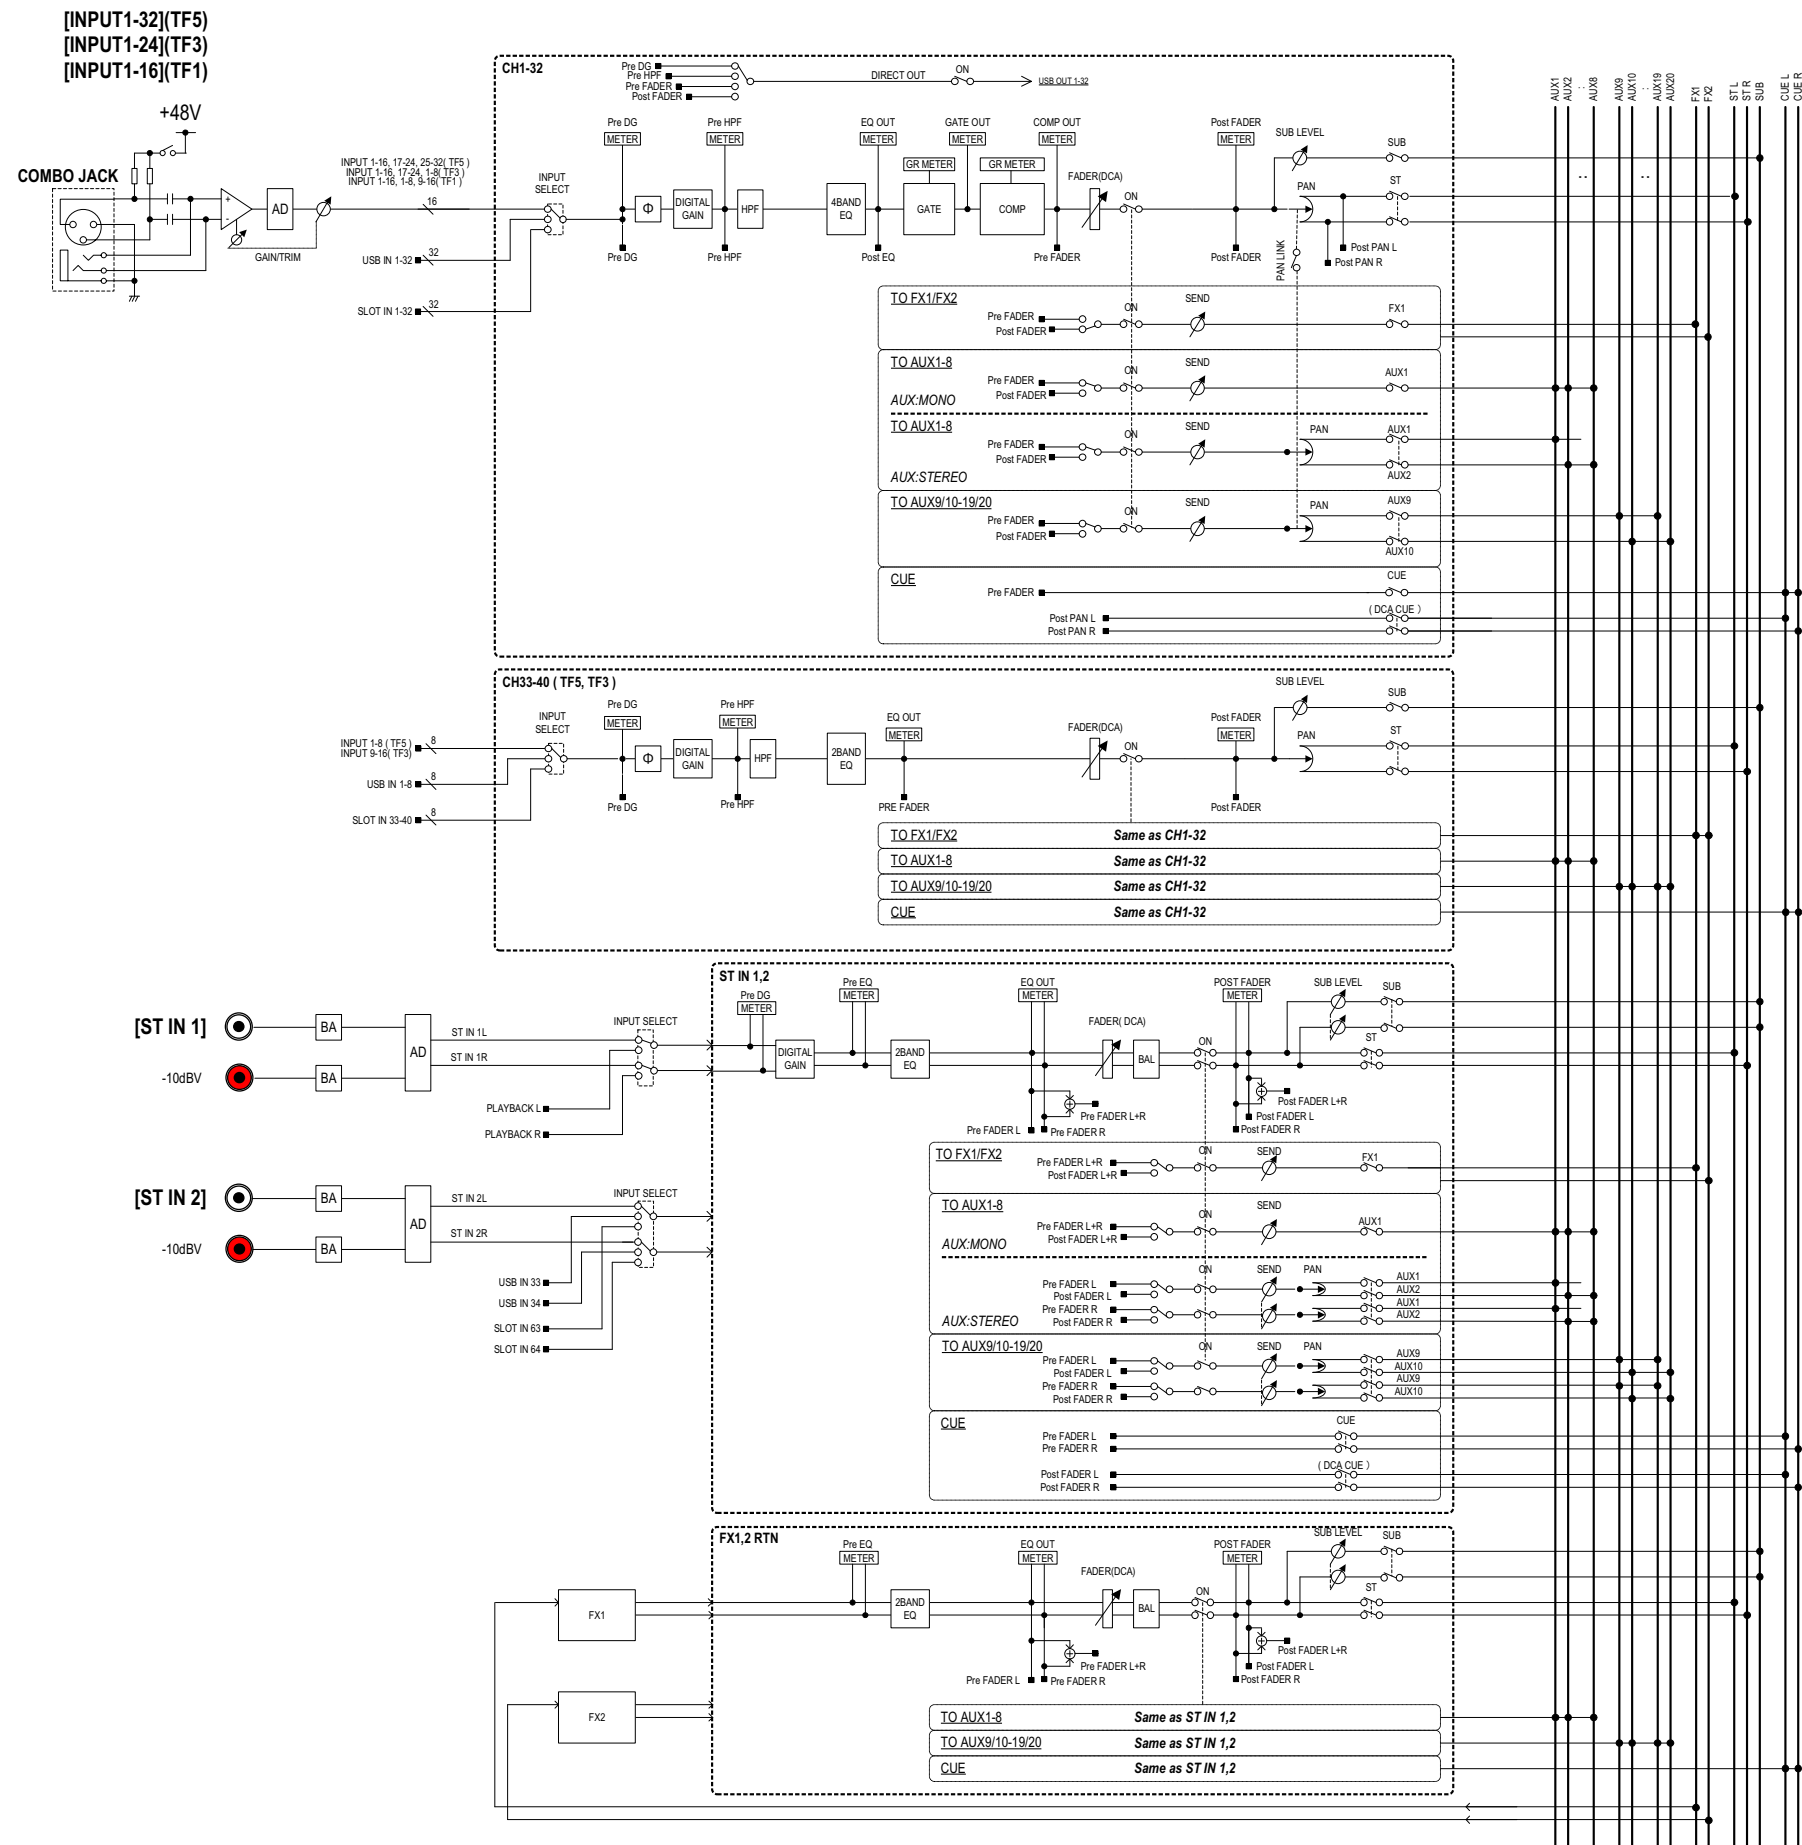 [INPUT1-32](TF5)
[INPUT1-24](TF3)
[INPUT1-16](TF1)
+48V
COMBO JACK
+
-
AD
GAIN/TRIM
INPUT 1-16, 17-24, 25-32( TF5 )
INPUT 1-16, 17-24, 1-8( TF3 )
INPUT 1-16, 1-8, 9-16( TF1 )
16
USB IN 1-32
32
SLOT IN 1-32
32
CH1-32
Pre DG
Pre HPF
Pre FADER
Post FADER
DIRECT OUT
ON
USB OUT 1-32
INPUT
SELECT
Pre DG
METER
Pre HPF
METER
EQ OUT
METER
GATE OUT
METER
COMP OUT
METER
Post FADER
METER
SUB LEVEL
SUB
GR METER
GR METER
FADER(DCA)
ON
PAN
ST
Φ
DIGITAL
GAIN
HPF
4BAND
EQ
GATE
COMP
Pre DG
Pre HPF
Post EQ
Pre FADER
Post FADER
PAN LINK
Post PAN L
Post PAN R
TO FX1/FX2
Pre FADER
Post FADER
ON
SEND
FX1
TO AUX1-8
AUX:MONO
Pre FADER
Post FADER
ON
SEND
AUX1
TO AUX1-8
AUX:STEREO
Pre FADER
Post FADER
ON
SEND
PAN
AUX1
AUX2
TO AUX9/10-19/20
Pre FADER
Post FADER
ON
SEND
PAN
AUX9
AUX10
CUE
Pre FADER
CUE
Post PAN L
Post PAN R
( DCA CUE )
AUX1
AUX2
..
AUX8
AUX9
AUX10
..
AUX19
AUX20
FX1
FX2
ST L
ST R
SUB
CUE L
CUE R
..
..
CH33-40 ( TF5, TF3 )
INPUT 1-8 ( TF5 )
INPUT 9-16( TF3)
8
USB IN 1-8
8
SLOT IN 33-40
8
INPUT
SELECT
Pre DG
METER
Pre HPF
METER
EQ OUT
METER
FADER(DCA)
ON
Post FADER
METER
SUB LEVEL
SUB
PAN
ST
Φ
DIGITAL
GAIN
HPF
2BAND
EQ
Pre DG
Pre HPF
PRE FADER
Post FADER
TO FX1/FX2
Same as CH1-32
TO AUX1-8
Same as CH1-32
TO AUX9/10-19/20
Same as CH1-32
CUE
Same as CH1-32
[ST IN 1]
-10dBV
BA
BA
AD
ST IN 1L
ST IN 1R
PLAYBACK L
PLAYBACK R
INPUT SELECT
[ST IN 2]
-10dBV
BA
BA
AD
ST IN 2L
ST IN 2R
USB IN 33
USB IN 34
SLOT IN 63
SLOT IN 64
INPUT SELECT
ST IN 1,2
Pre DG
METER
Pre EQ
METER
EQ OUT
METER
FADER( DCA)
POST FADER
METER
SUB LEVEL
SUB
ON
ST
DIGITAL
GAIN
2BAND
EQ
BAL
Pre FADER L+R
Pre FADER L
Pre FADER R
Post FADER L+R
Post FADER L
Post FADER R
TO FX1/FX2
Pre FADER L+R
Post FADER L+R
ON
SEND
FX1
TO AUX1-8
AUX:MONO
Pre FADER L+R
Post FADER L+R
ON
SEND
AUX1
AUX:STEREO
Pre FADER L
Post FADER L
Pre FADER R
Post FADER R
ON
SEND
PAN
AUX1
AUX2
AUX1
AUX2
TO AUX9/10-19/20
Pre FADER L
Post FADER L
Pre FADER R
Post FADER R
ON
SEND
PAN
AUX9
AUX10
AUX9
AUX10
CUE
Pre FADER L
Pre FADER R
CUE
Post FADER L
Post FADER R
( DCA CUE )
FX1,2 RTN
FX1
FX2
Pre EQ
METER
EQ OUT
METER
FADER(DCA)
POST FADER
METER
SUB LEVEL
SUB
ON
ST
2BAND
EQ
BAL
Pre FADER L+R
Pre FADER L
Pre FADER R
Post FADER L+R
Post FADER L
Post FADER R
TO AUX1-8
Same as ST IN 1,2
TO AUX9/10-19/20
Same as ST IN 1,2
CUE
Same as ST IN 1,2